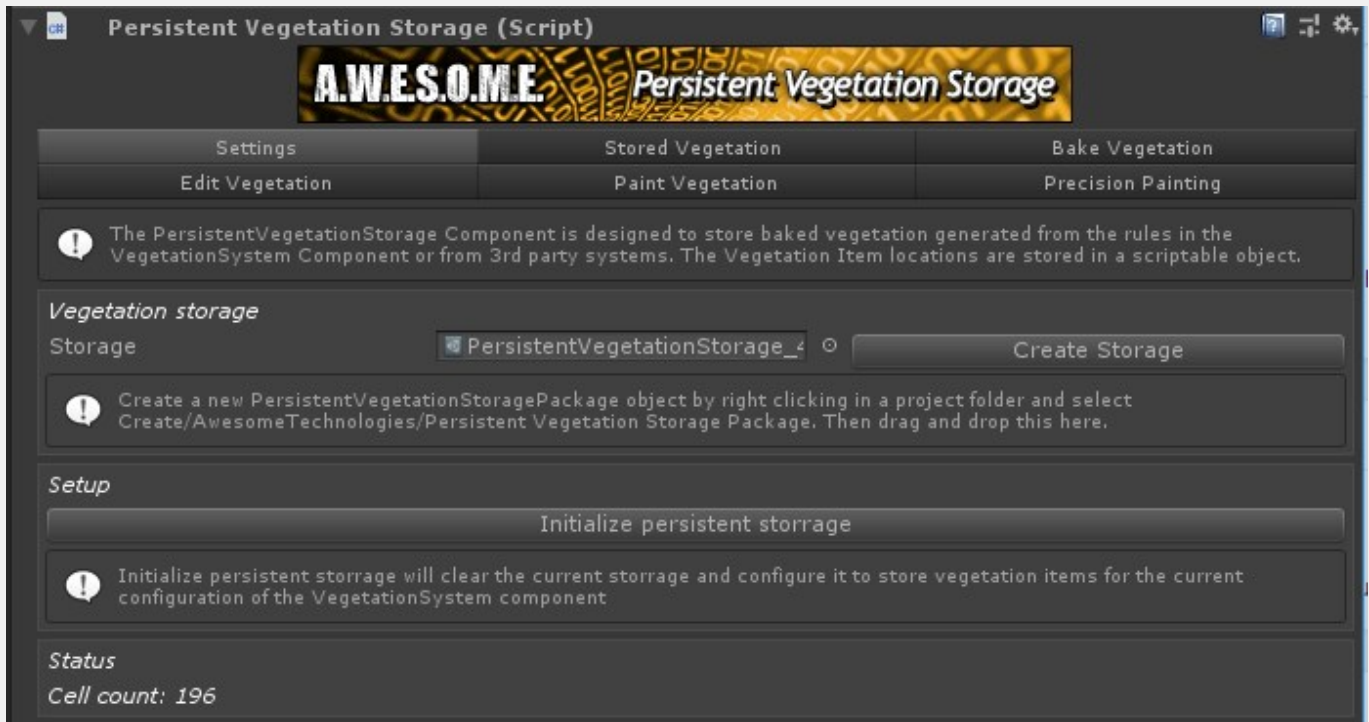 Persistent Vegetation Storage (Script)
A.W.E.S.O.M.E. Persistent Vegetation Storage
Settings Stored Vegetation Bake Vegetation
Edit Vegetation Paint Vegetation Precision Painting
The PersistentVegetationStorage Component is designed to store baked vegetation generated from the rules in the
VegetationSystem Component or from 3rd party systems. The Vegetation Item locations are stored in a scriptable object.
Vegetation storage
Storage PersistentVegetationStorage_4 Create Storage
Create a new PersistentVegetationStoragePackage object by right clicking in a project folder and select
Create/AwesomeTechnologies/Persistent Vegetation Storage Package. Then drag and drop this here.
Setup
Initialize persistent storrage
Initialize persistent storrage will clear the current storrage and configure it to store vegetation items for the current
configuration of the VegetationSystem component
Status
Cell count: 196